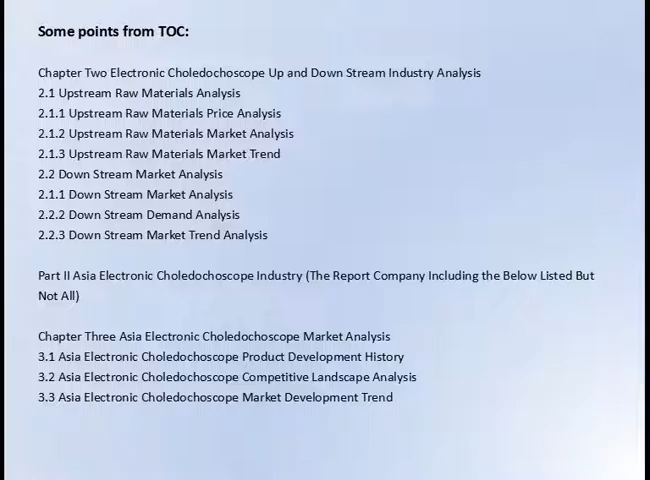 Some points from TOC:
Chapter Two Electronic Choledochoscope Up and Down Stream Industry Analysis
2.1 Upstream Raw Materials Analysis
2.1.1 Upstream Raw Materials Price Analysis
2.1.2 Upstream Raw Materials Market Analysis
2.1.3 Upstream Raw Materials Market Trend
2.2 Down Stream Market Analysis
2.1.1 Down Stream Market Analysis
2.2.2 Down Stream Demand Analysis
2.2.3 Down Stream Market Trend Analysis
Part II Asia Electronic Choledochoscope Industry (The Report Company Including the Below Listed But
Not All)
Chapter Three Asia Electronic Choledochoscope Market Analysis
3.1 Asia Electronic Choledochoscope Product Development History
3.2 Asia Electronic Choledochoscope Competitive Landscape Analysis
3.3 Asia Electronic Choledochoscope Market Development Trend